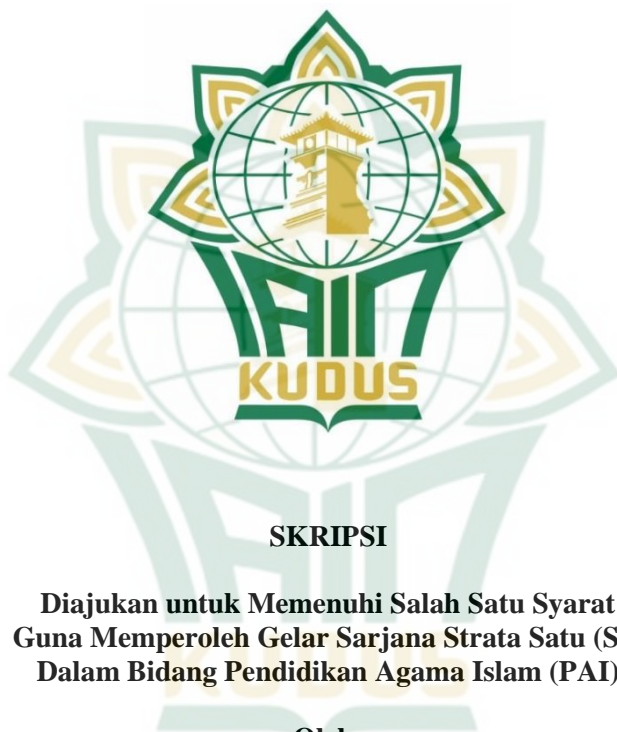 IAIN
KUDUS
SKRIPSI
Diajukan untuk Memenuhi Salah Satu Syarat
Guna Memperoleh Gelar Sarjana Strata Satu (S
Dalam Bidang Pendidikan Agama Islam (PAI)